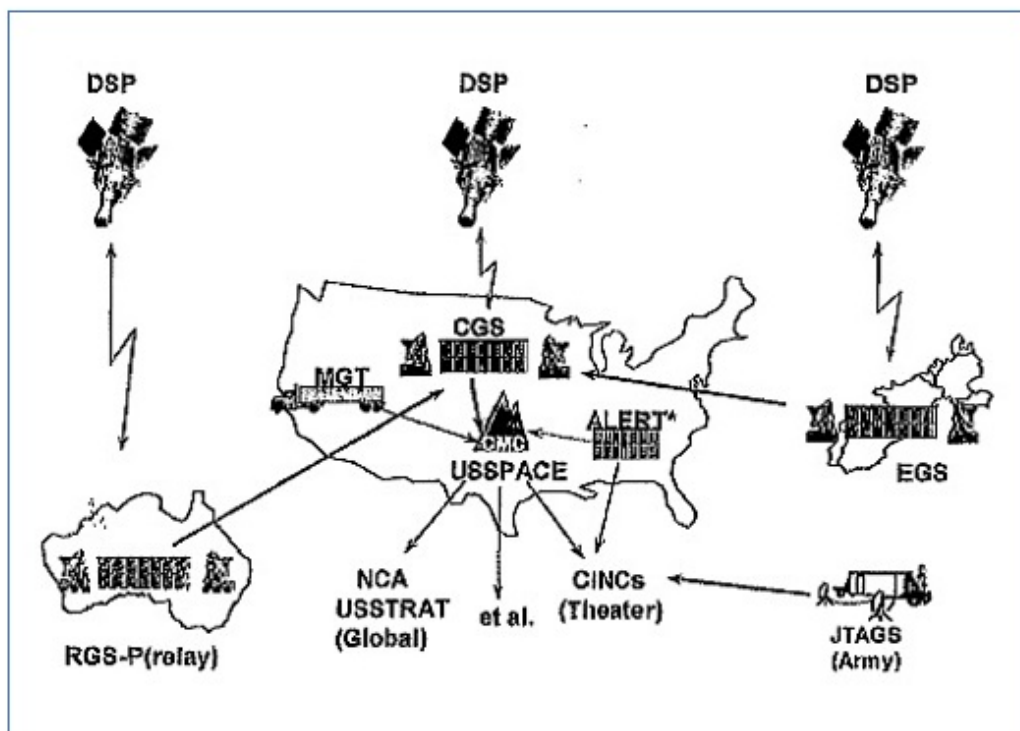 DSP
DSP
DSP
CGS
MGT
ALERT*
CMC
USSPACE
EGS
NCA
USSTRAT
(Global)
et al.
CINCs
(Theater)
RGS-P(relay)
JTAGS
(Army)